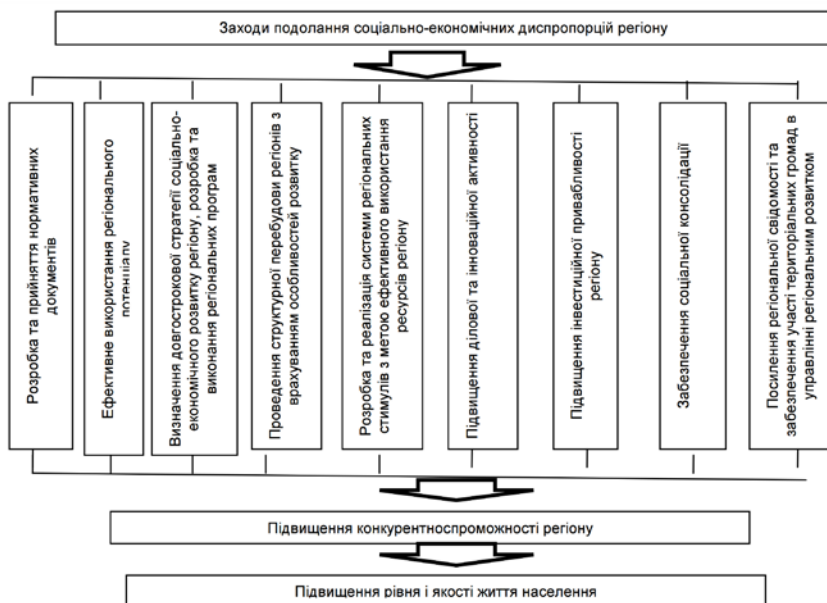 Заходи подолання соціально-економічних диспропорцій регіону
Розробка та прийняття нормативних
документів
Ефективне використання регіонального
потенціалу
Визначення довгострокової стратегії соціально-
економічного розвитку регіону, розробка та
виконання регіональних програм
Проведення структурної перебудови регіонів з
врахуванням особливостей розвитку
Розробка та реалізація системи регіональних
стимулів з метою ефективного використання
ресурсів регіону
Підвищення ділової та інноваційної активності
Підвищення інвестиційної привабливості
регіону
Забезпечення соціальної консолідації
Посилення регіональної свідомості та
забезпечення участі територіальних громад в
управлінні регіональним розвитком
Підвищення конкурентноспроможності регіону
Підвищення рівня і якості життя населення